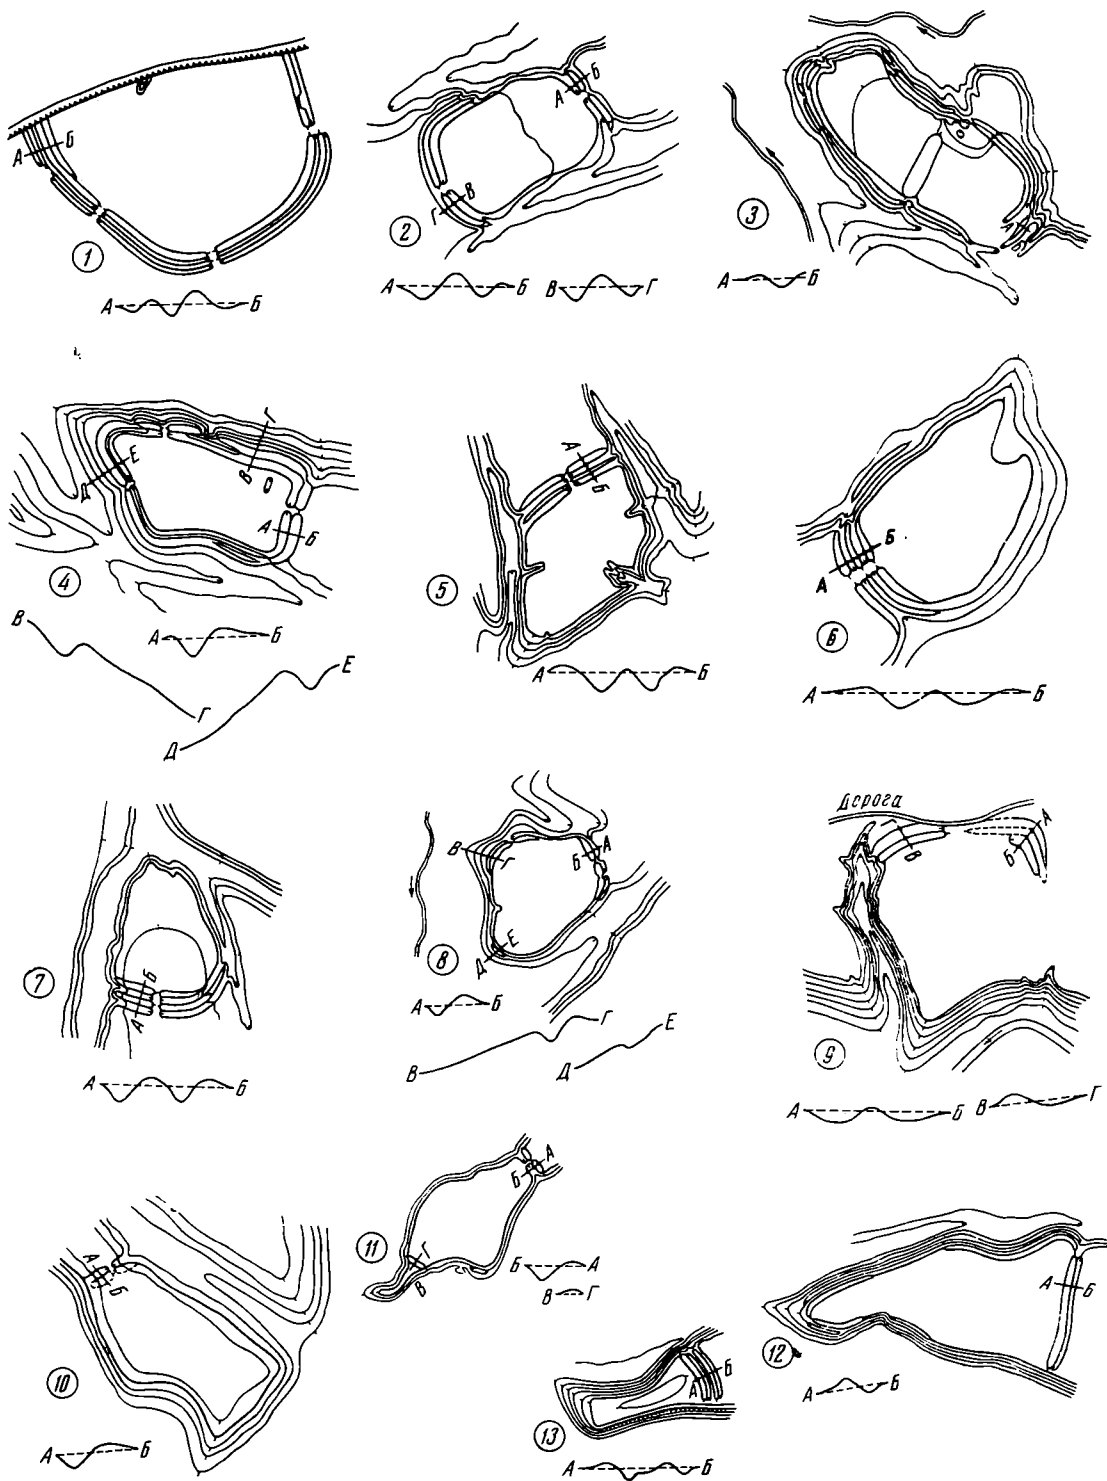 А Б
1
А Б
Б
А
В
Г
2
А Б В Г
3
А Б
Г
В
Е
Д
А Б
4
В
Г
А Б
Д
Е
А
Б
5
А Б
Б
А
6
А Б
Б
А
7
А Б
В
Г
Б А
Е
Д
8
А Б
В Г
Д Е
Дорога
Г
В
А
Б
9
А Б
В Г
А
Б
10
А Б
А
Б
11
Г
В
Б А
В Г
А Б
12
А Б
Б
А
13
А Б